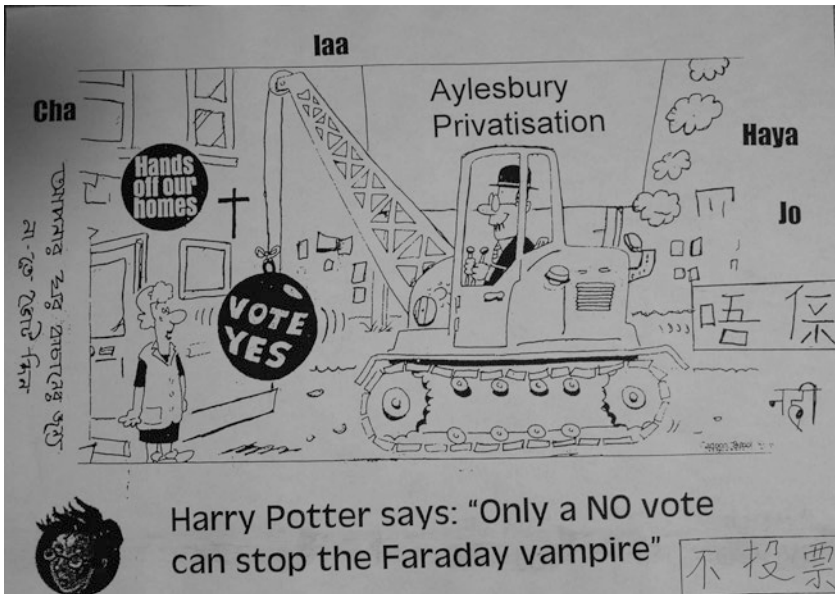 Iaa
Cha
Aylesbury
Privatisation
Haya
Jo
Hands
off our
homes
VOTE
YES
唔 係
नही
Harry Potter says: “Only a NO vote
can stop the Faraday vampire”
不 投 票